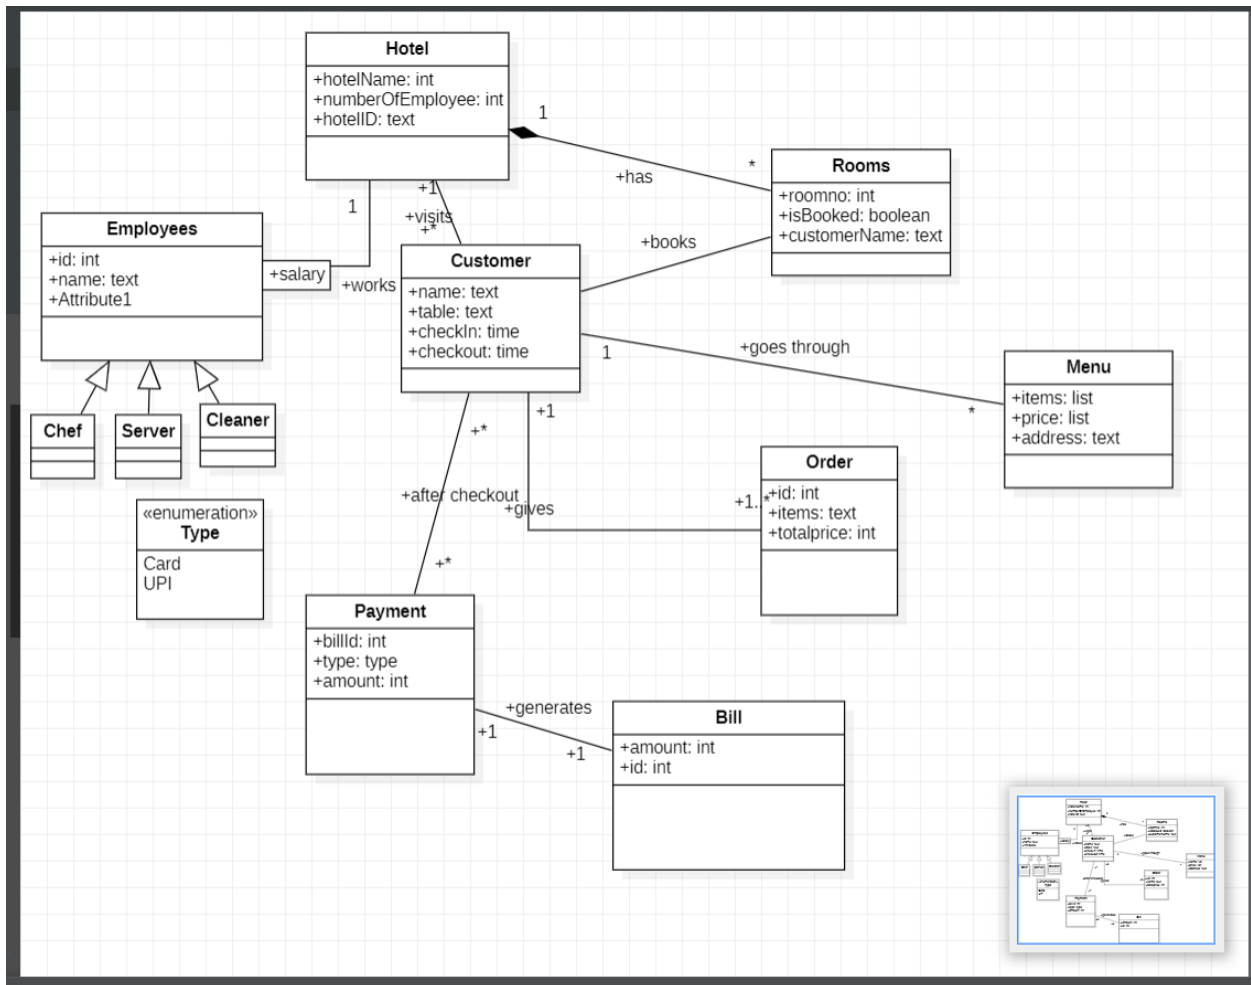 Hotel
+hotelName: int
+numberOfEmployee: int
+hotelID: text
1
+has
*
Rooms
+roomno: int
+isBooked: boolean
+customerName: text
1
+1
+visits
+*
+books
Employees
+id: int
+name: text
+Attribute1
+salary
+works
Customer
+name: text
+table: text
+checkIn: time
+checkout: time
1
+goes through
*
Menu
+items: list
+price: list
+address: text
Chef
Server
Cleaner
+*
+1
+after checkout
+gives
+1..*
Order
+id: int
+items: text
+totalprice: int
«enumeration»
Type
Card
UPI
+*
Payment
+billId: int
+type: type
+amount: int
+generates
+1
+1
Bill
+amount: int
+id: int